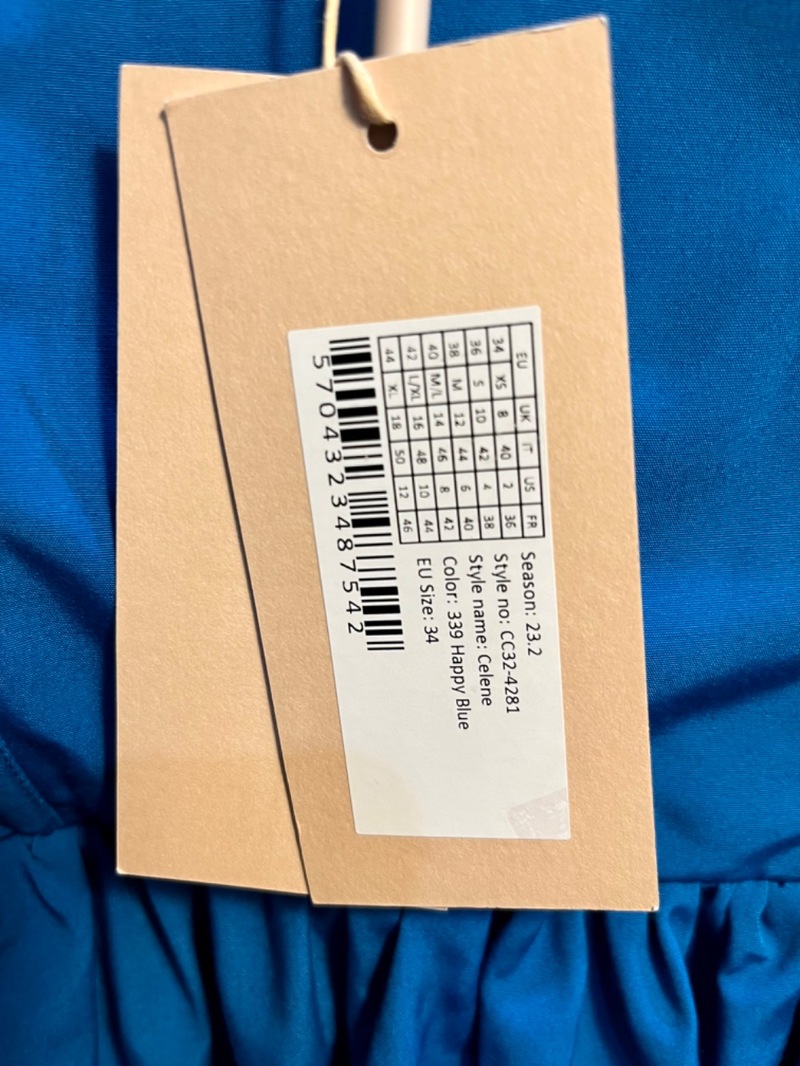 EU UK IT US FR
34 XS 8 40 2 36
36 S 10 42 4 38
38 M 12 44 6 40
40 M/L 14 46 8 42
42 L/XL 16 48 10 44
44 XL 18 50 12 46
Season: 23.2
Style no: CC32-4281
Style name: Celene
Color: 339 Happy Blue
EU Size: 34
5704323487542